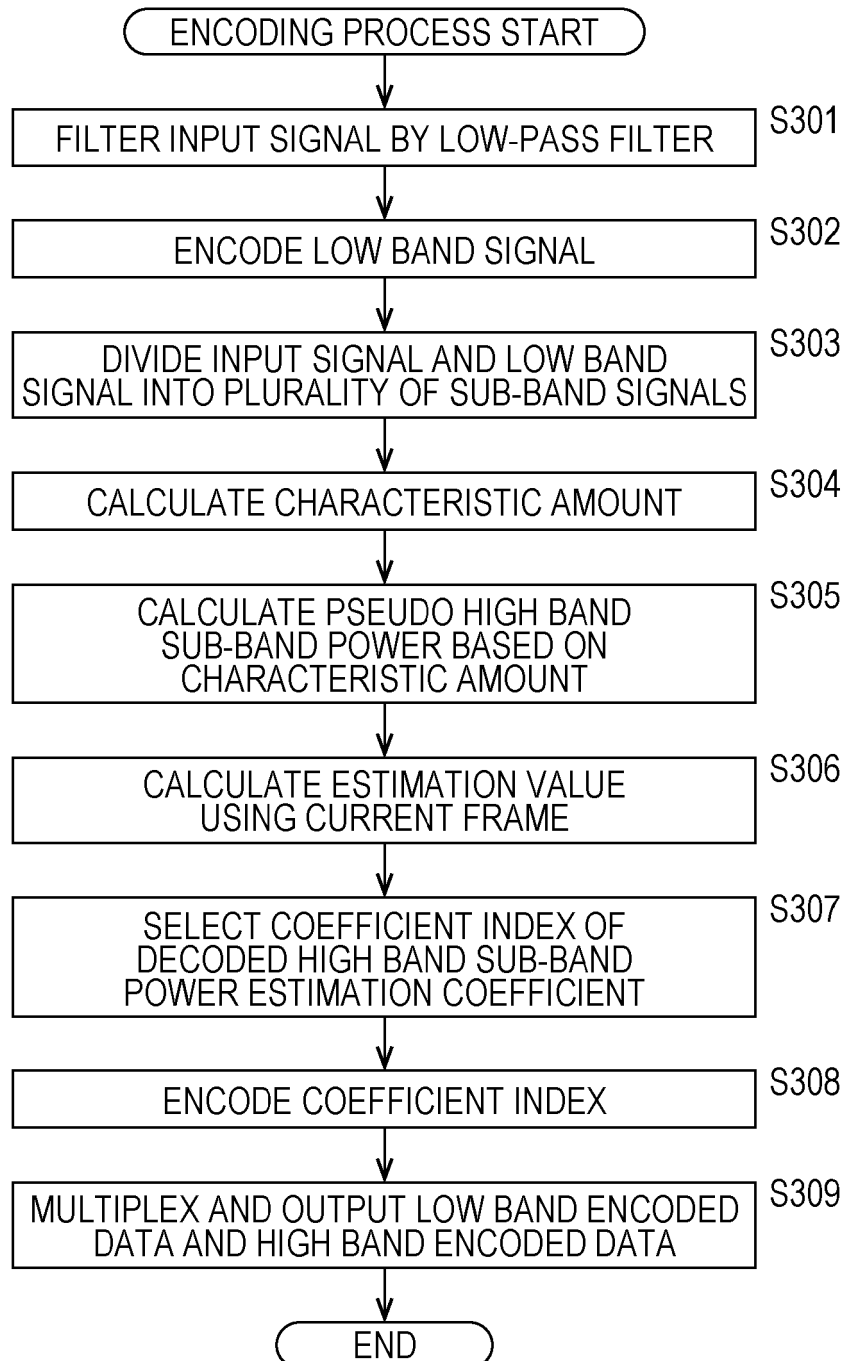 ENCODING PROCESS START
FILTER INPUT SIGNAL BY LOW-PASS FILTER
S301
ENCODE LOW BAND SIGNAL
S302
DIVIDE INPUT SIGNAL AND LOW BAND
SIGNAL INTO PLURALITY OF SUB-BAND SIGNALS
S303
CALCULATE CHARACTERISTIC AMOUNT
S304
CALCULATE PSEUDO HIGH BAND
SUB-BAND POWER BASED ON
CHARACTERISTIC AMOUNT
S305
CALCULATE ESTIMATION VALUE
USING CURRENT FRAME
S306
SELECT COEFFICIENT INDEX OF
DECODED HIGH BAND SUB-BAND
POWER ESTIMATION COEFFICIENT
S307
ENCODE COEFFICIENT INDEX
S308
MULTIPLEX AND OUTPUT LOW BAND ENCODED
DATA AND HIGH BAND ENCODED DATA
S309
END